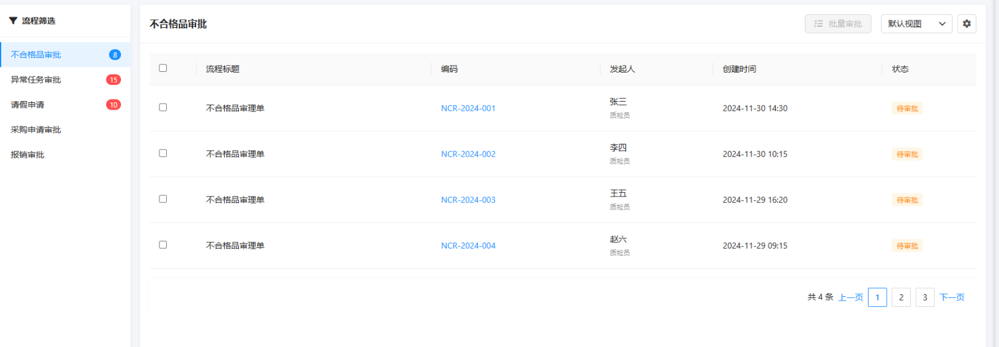 流程筛选
不合格品审批 8
异常任务审批 15
请假申请 10
采购申请审批
报销审批
不合格品审批 批量审批 默认视图
流程标题 编码 发起人 创建时间 状态
不合格品审理单 NCR-2024-001 张三 2024-11-30 14:30 待审批
质检员
不合格品审理单 NCR-2024-002 李四 2024-11-30 10:15 待审批
质检员
不合格品审理单 NCR-2024-003 王五 2024-11-29 16:20 待审批
质检员
不合格品审理单 NCR-2024-004 赵六 2024-11-29 09:15 待审批
质检员
共 4 条 上一页 1 2 3 下一页